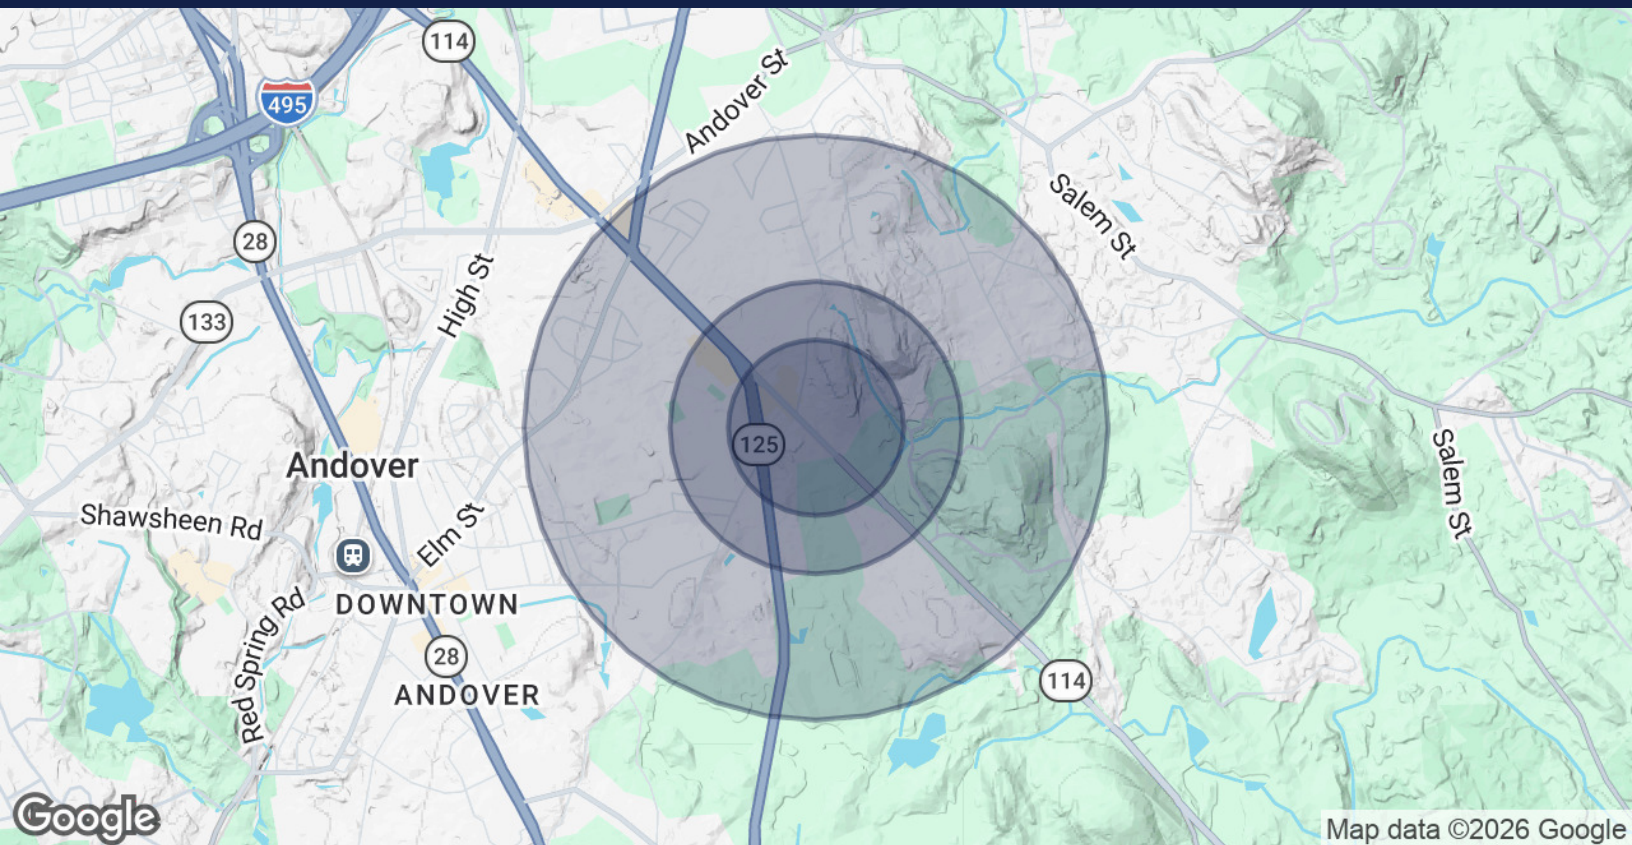 114
Andover St
495
Salem St
28
High St
133
125
Andover
Salem St
Shawsheen Rd
Elm St
DOWNTOWN
Red Spring Rd
28
ANDOVER
114
Google
Map data ©2026 Google